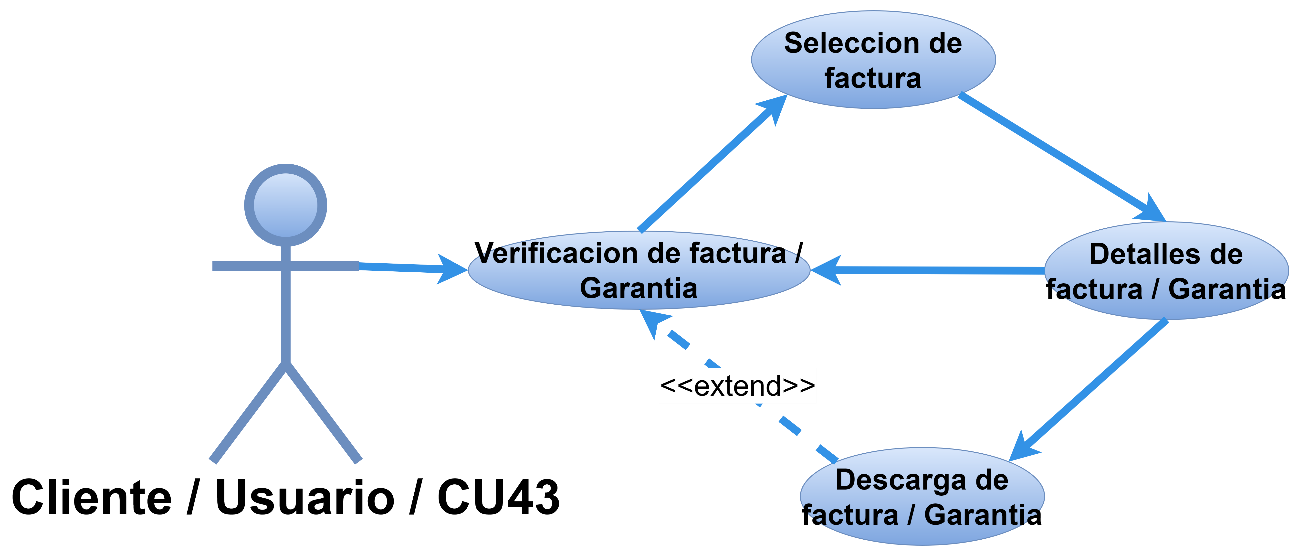 Seleccion de
factura
Verificacion de factura /
Garantia
Detalles de
factura / Garantia
<<extend>>
Descarga de
factura / Garantia
Cliente / Usuario / CU43